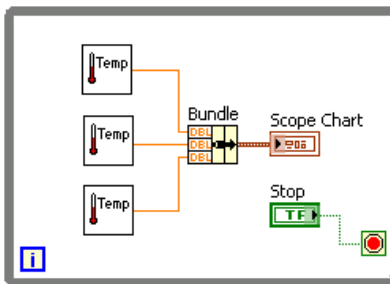 Temp
Bundle
Temp
DBL
DBL
DBL
Scope Chart
Temp
Stop
TF
i